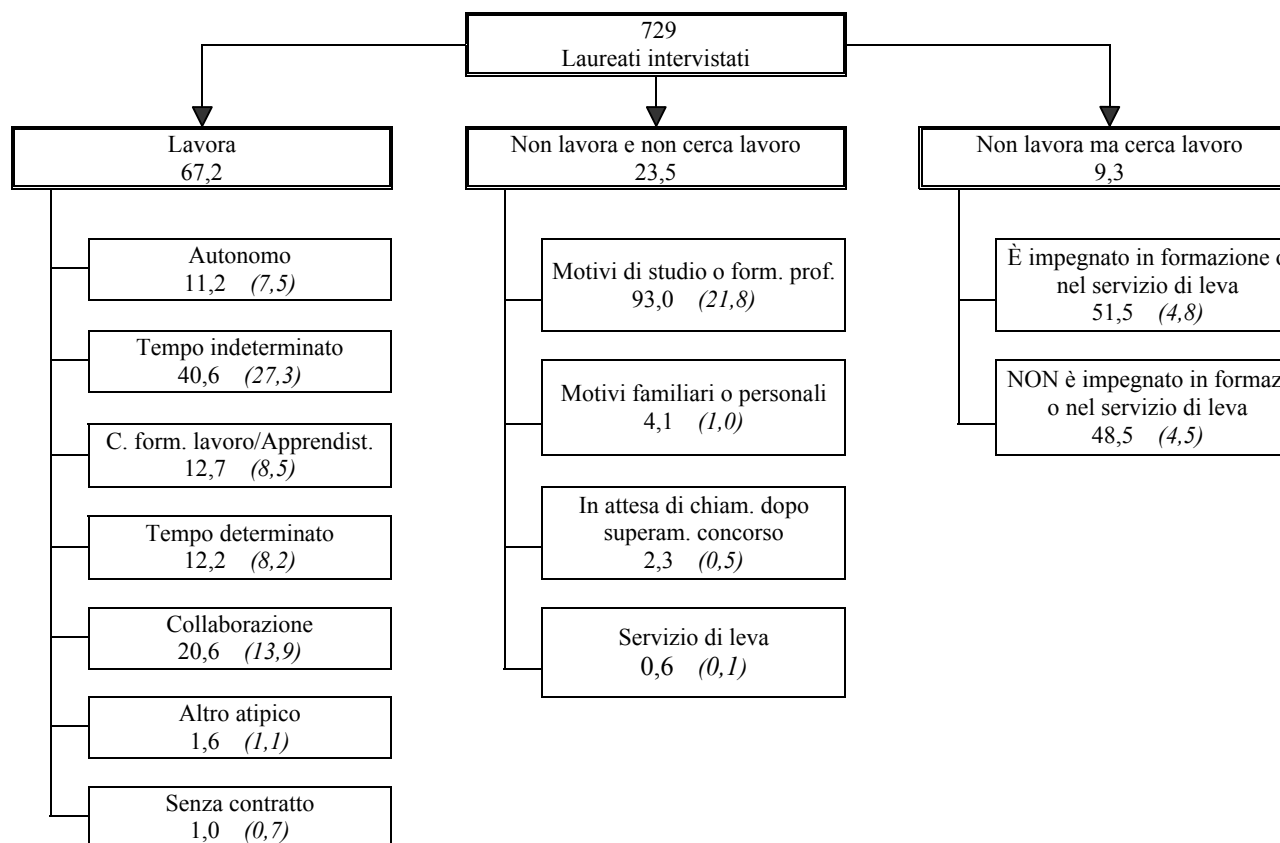 729
Laureati intervistati
Lavora
67,2
Autonomo
11,2 (7,5)
Tempo indeterminato
40,6 (27,3)
C. form. lavoro/Apprendist.
12,7 (8,5)
Tempo determinato
12,2 (8,2)
Collaborazione
20,6 (13,9)
Altro atipico
1,6 (1,1)
Senza contratto
1,0 (0,7)
Non lavora e non cerca lavoro
23,5
Motivi di studio o form. prof.
93,0 (21,8)
Motivi familiari o personali
4,1 (1,0)
In attesa di chiam. dopo
superam. concorso
2,3 (0,5)
Servizio di leva
0,6 (0,1)
Non lavora ma cerca lavoro
9,3
È impegnato in formazione
nel servizio di leva
51,5 (4,8)
NON è impegnato in
o nel servizio di leva
48,5 (4,5)